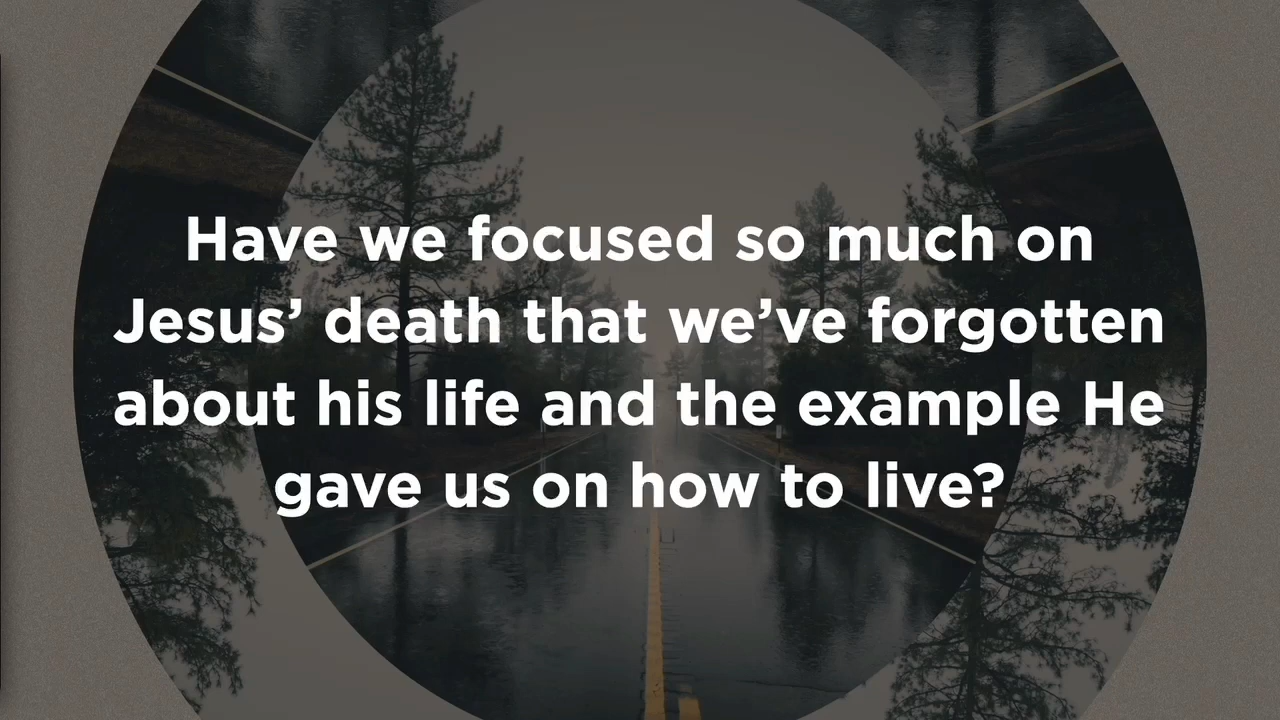 Have we focused so much on
Jesus’ death that we’ve forgotten
about his life and the example He
gave us on how to live?